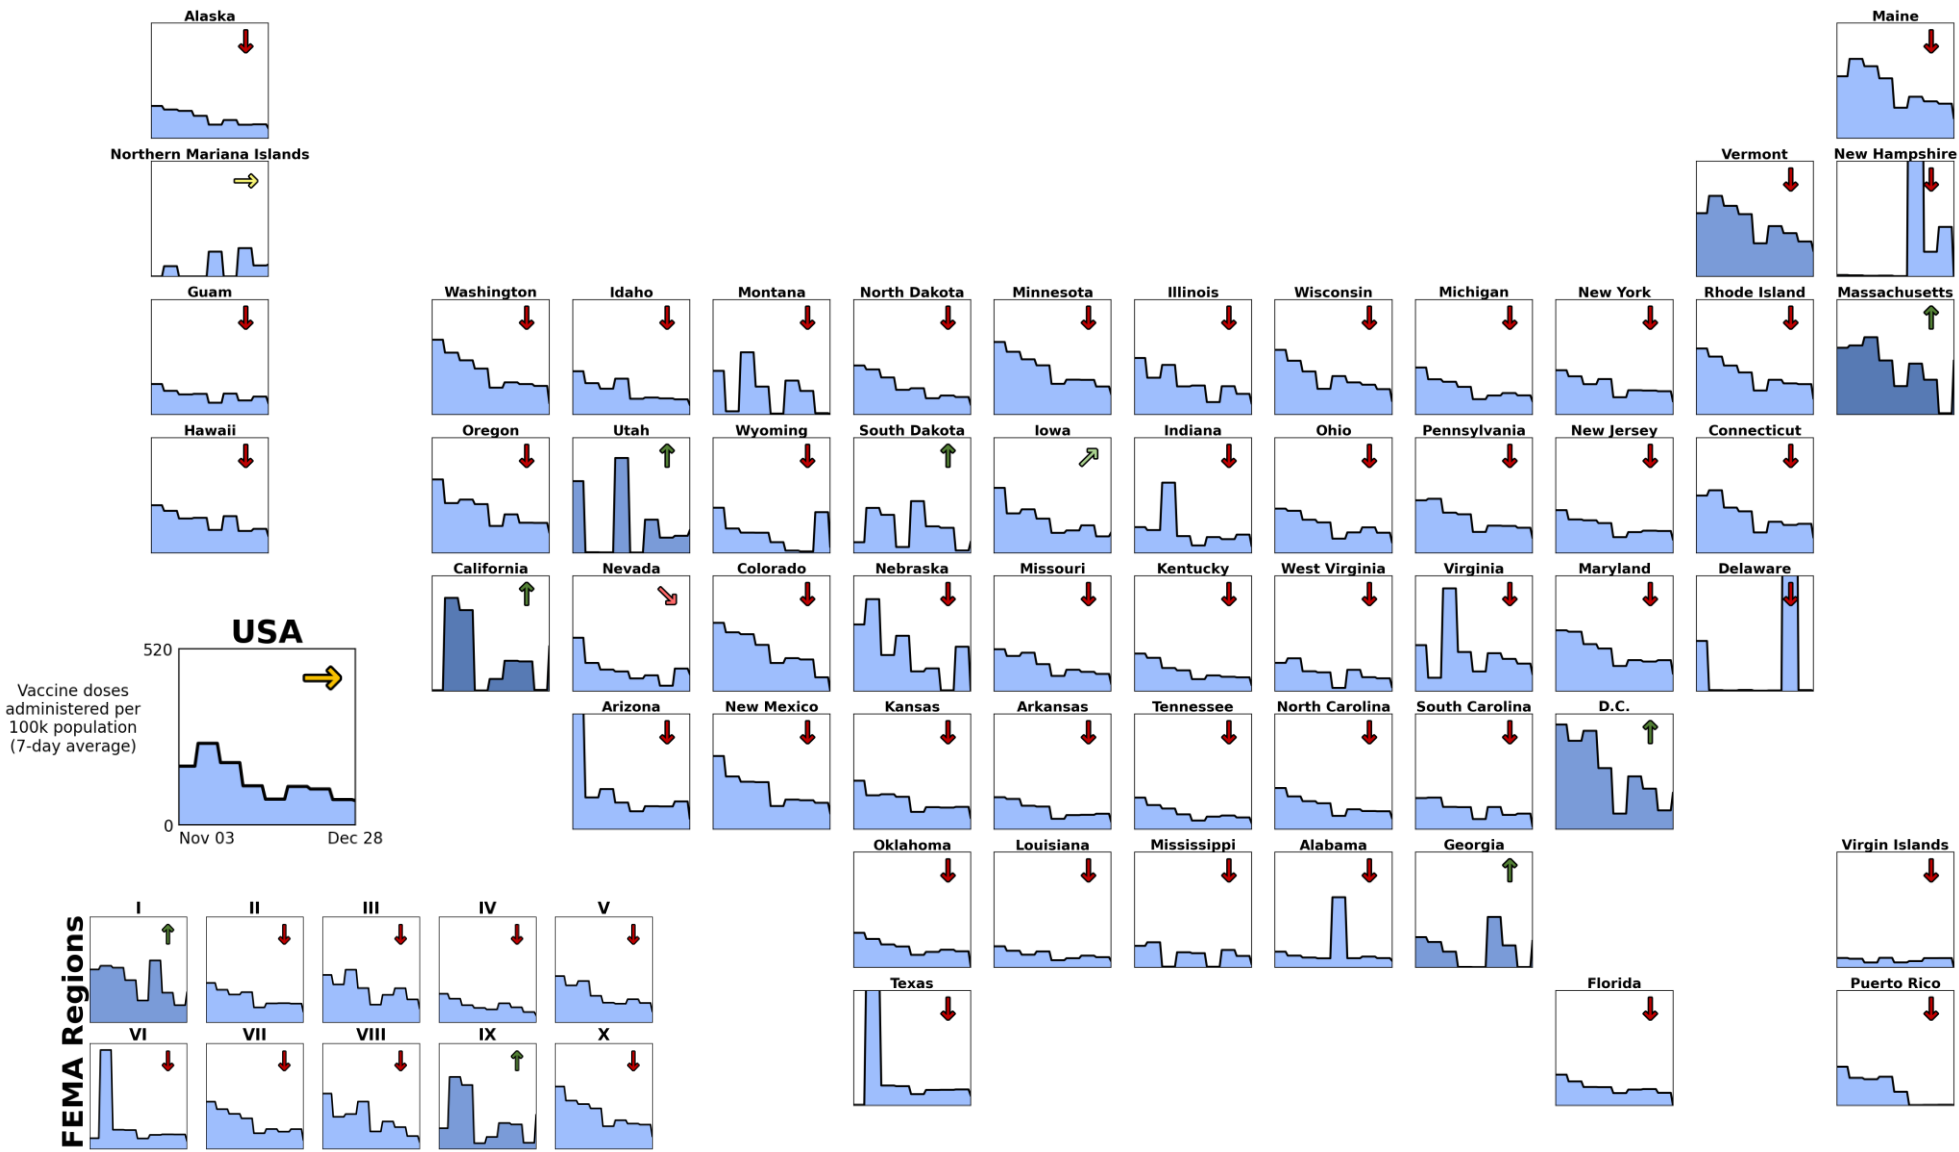 Alaska
Maine
Northern Mariana Islands
Vermont
New Hampshire
Guam
Washington
Idaho
Montana
North Dakota
Minnesota
Illinois
Wisconsin
Michigan
New York
Rhode Island
Massachusetts
Hawaii
Oregon
Utah
Wyoming
South Dakota
Iowa
Indiana
Ohio
Pennsylvania
New Jersey
Connecticut
California
Nevada
Colorado
Nebraska
Missouri
Kentucky
West Virginia
Virginia
Maryland
Delaware
USA
520
Vaccine doses
administered per
100k population
(7-day average)
0
Nov 03
Dec 28
Arizona
New Mexico
Kansas
Arkansas
Tennessee
North Carolina
South Carolina
D.C.
Oklahoma
Louisiana
Mississippi
Alabama
Georgia
Virgin Islands
Texas
Florida
Puerto Rico
FEMA Regions
I
II
III
IV
V
VI
VII
VIII
IX
X